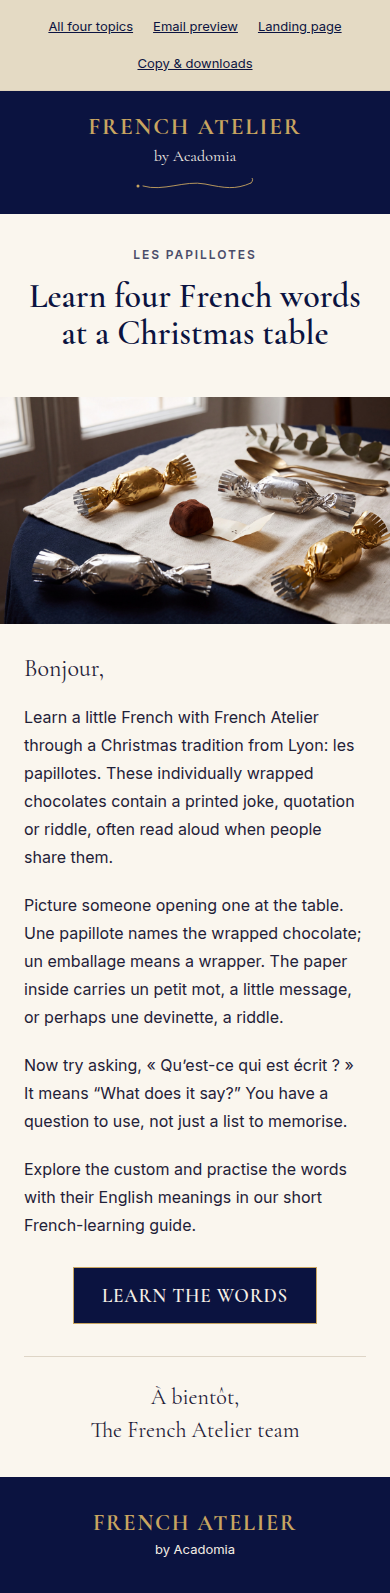 All four topics Email preview Landing page
Copy & downloads
FRENCH ATELIER
by Acadomia
LES PAPILLOTES
Learn four French words
at a Christmas table
Bonjour,
Learn a little French with French Atelier
through a Christmas tradition from Lyon: les
papillotes. These individually wrapped
chocolates contain a printed joke, quotation
or riddle, often read aloud when people
share them.
Picture someone opening one at the table.
Une papillote names the wrapped chocolate;
un emballage means a wrapper. The paper
inside carries un petit mot, a little message,
or perhaps une devinette, a riddle.
Now try asking, « Qu’est-ce qui est écrit ? »
It means “What does it say?” You have a
question to use, not just a list to memorise.
Explore the custom and practise the words
with their English meanings in our short
French-learning guide.
LEARN THE WORDS
À bientôt,
The French Atelier team
FRENCH ATELIER
by Acadomia